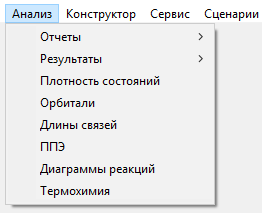 Анализ Конструктор Сервис Сценарии
Отчеты
Результаты
Плотность состояний
Орбитали
Длины связей
ППЭ
Диаграммы реакций
Термохимия